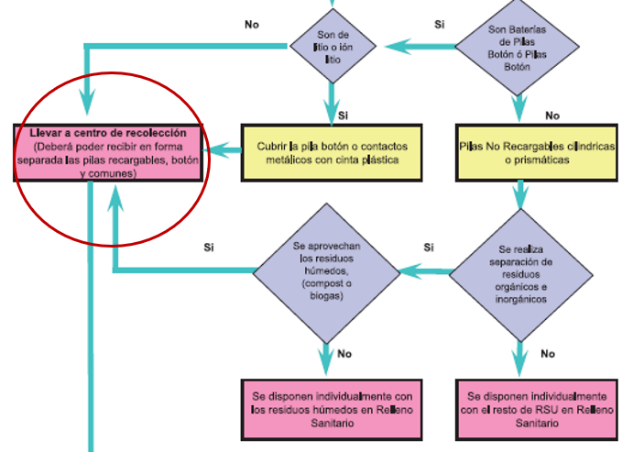 No
Si
Son de
litio o ión
litio
Son Baterías
de Pilas
Botón ó Pilas
Botón
Si
No
Llevar a centro de recolección
(Deberá poder recibir en forma
separada las pilas recargables, botón
y comunes)
Cubrir la pila botón o contactos
metálicos con cinta plástica
Pilas No Recargables cilindricas
o prismáticas
Si
Se aprovechan
los residuos
húmedos,
(compost o
biogas)
Si
Se realiza
separación de
residuos
orgánicos e
inorgánicos
No
No
Se disponen individualmente con
los residuos húmedos en Relleno
Sanitario
Se disponen individualmente
con el resto de RSU en Relleno
Sanitario